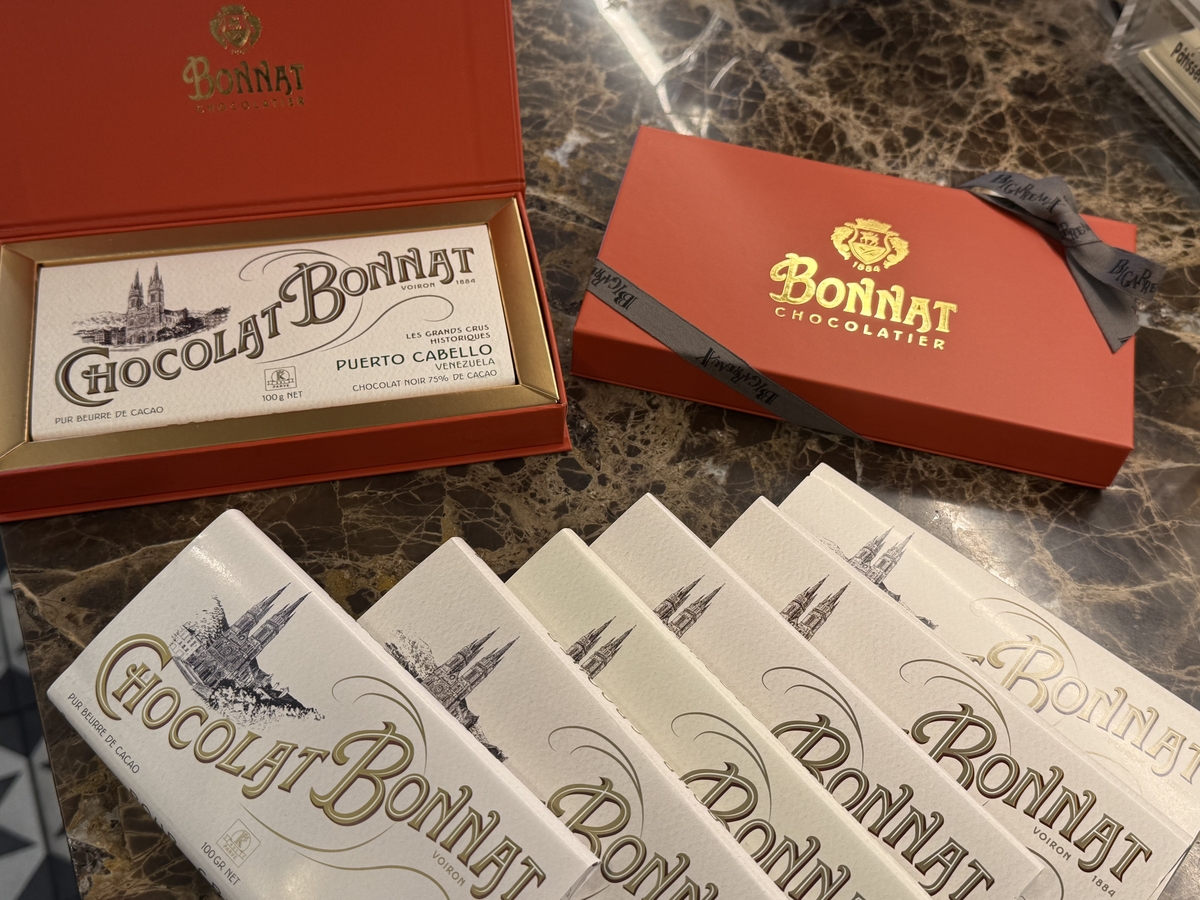 BONNAT
CHOCOLATIER
CHOCOLAT BONNAT
VOIRON 1884
LES GRANDS CRUS
HISTORIQUES
PUERTO CABELLO
VENEZUELA
CHOCOLAT NOIR 75% DE CACAO
100g NET
PUR BEURRE DE CACAO
1884
BONNAT
CHOCOLATIER
CHOCOLAT BONNAT
PUR BEURRE DE CACAO
VOIRON
100GR NET
BONNAT
BONNAT
BONNAT
BONNAT
VOIRON
1884
BONNAT